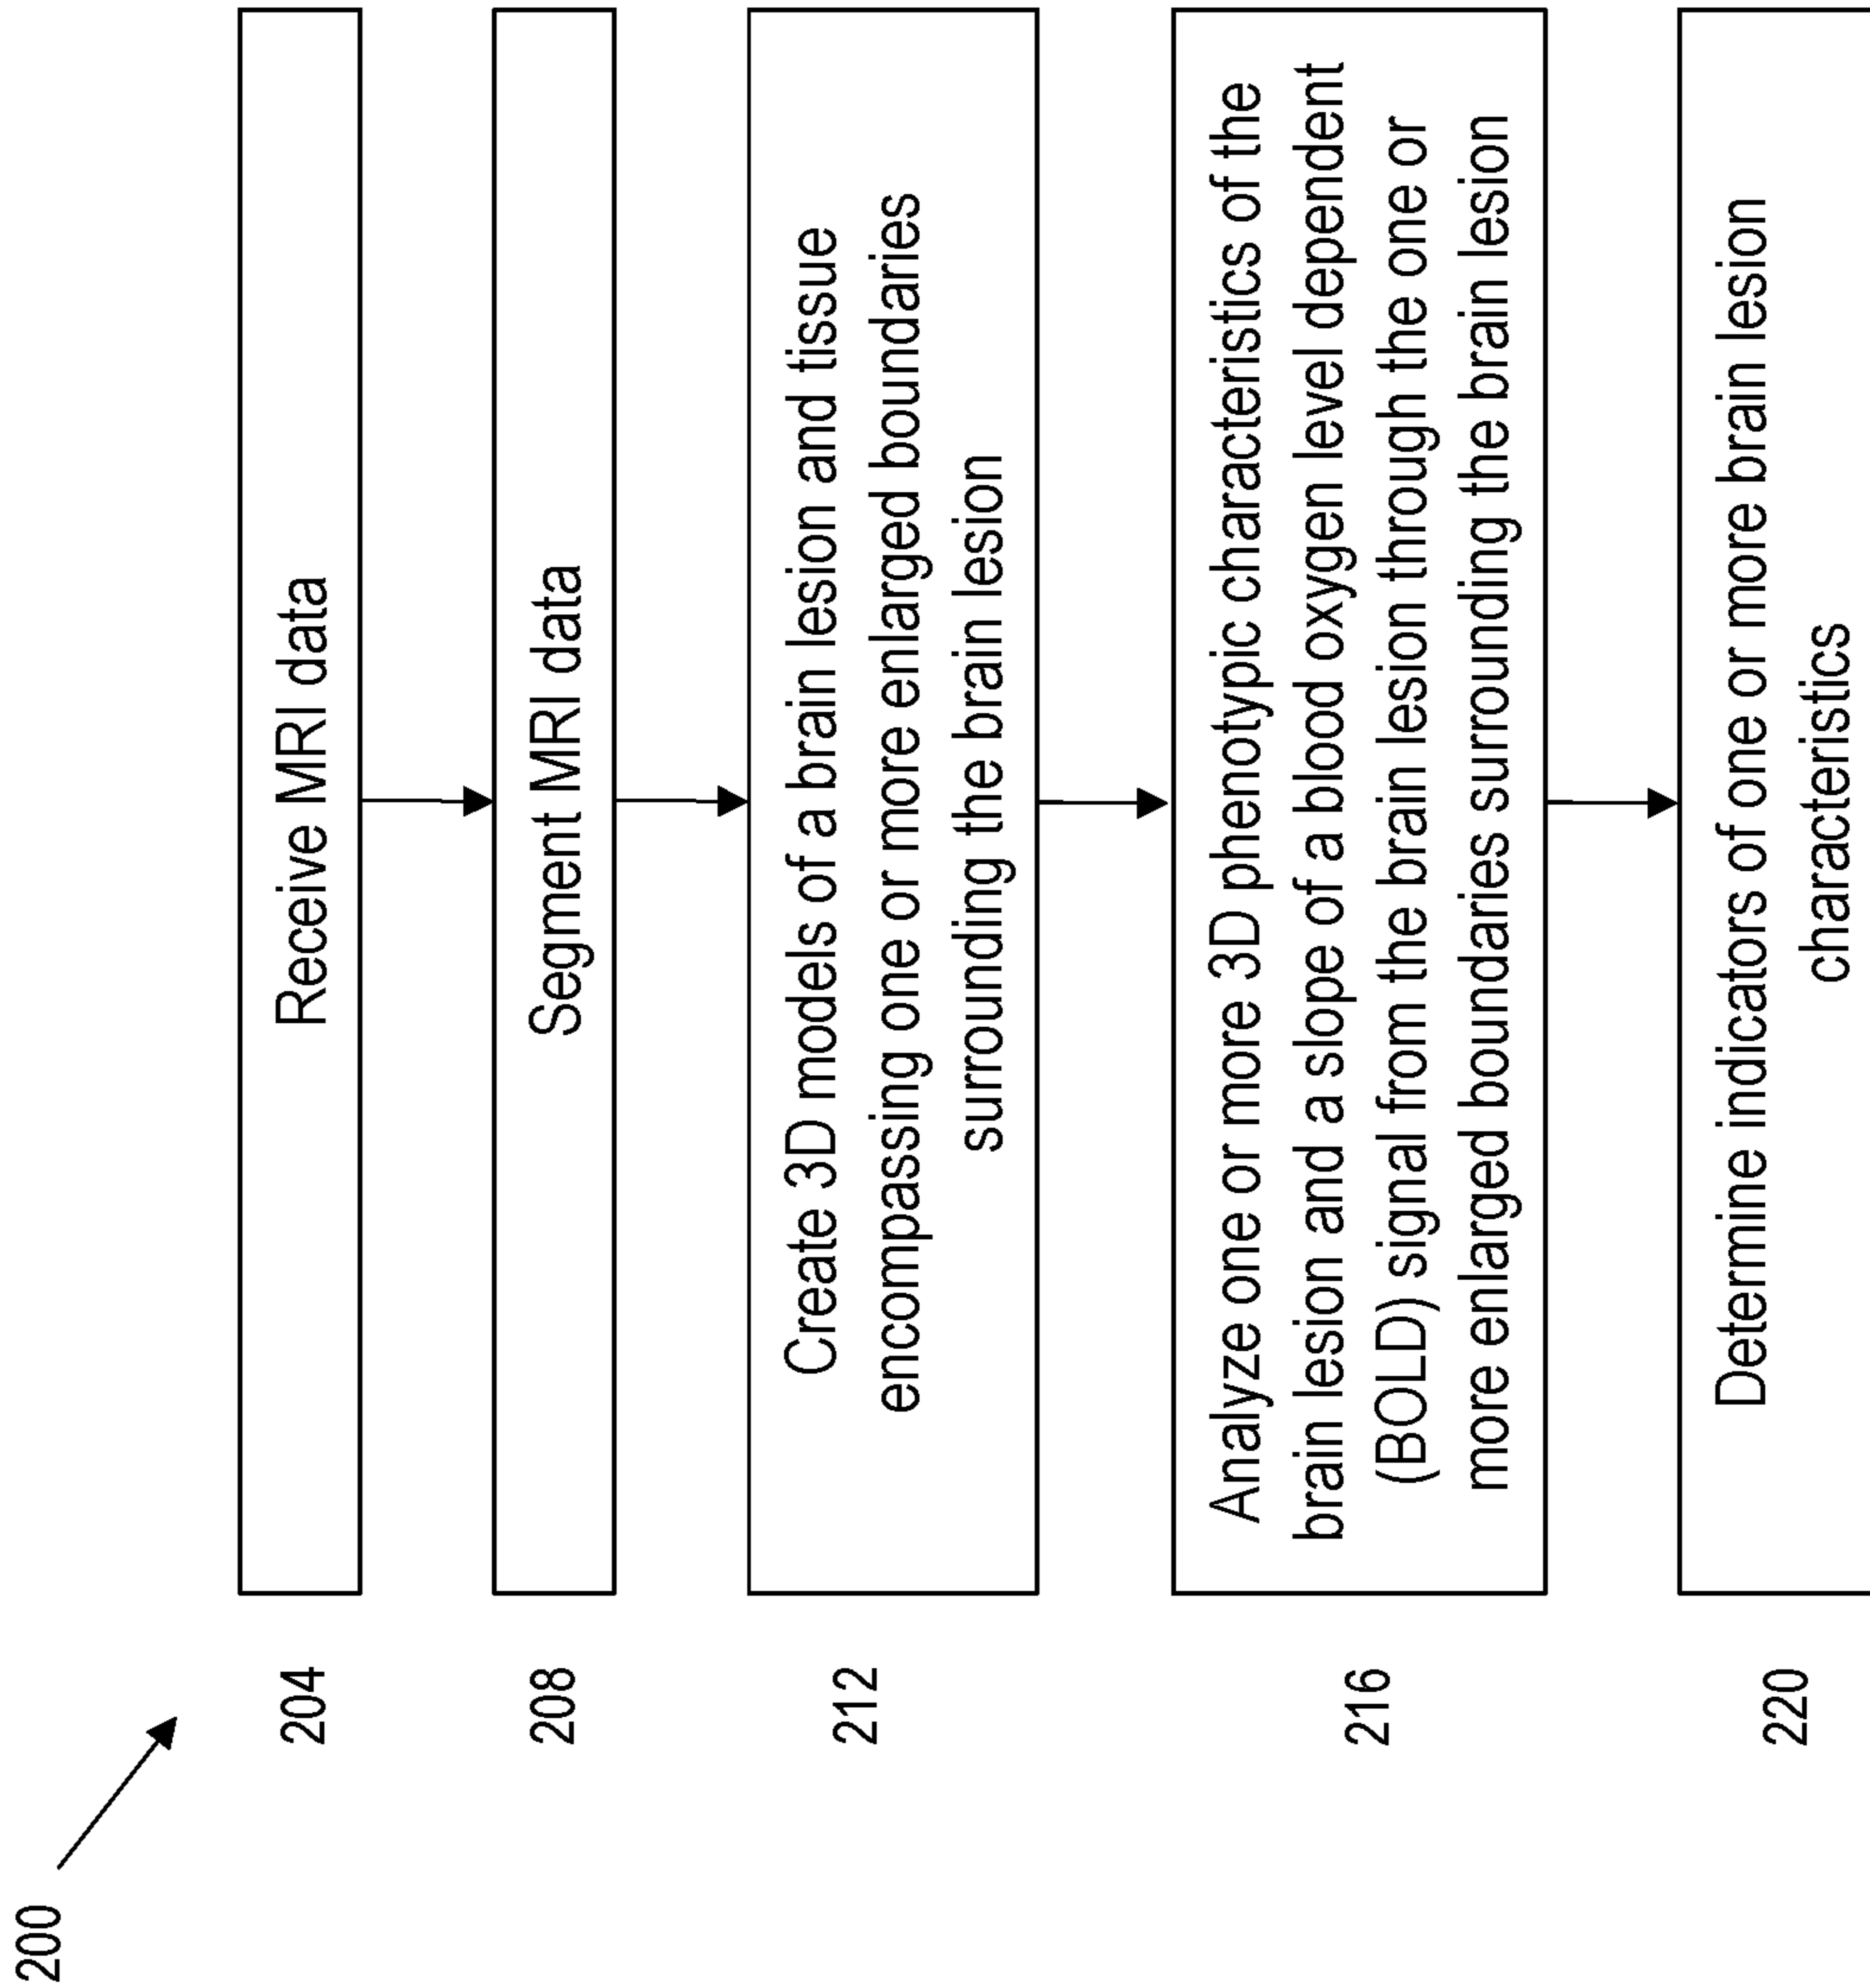 200
204
Receive MRI data
208
Segment MRI data
212
Create 3D models of a brain lesion and tissue
encompassing one or more enlarged boundaries
surrounding the brain lesion
216
Analyze one or more 3D phenotypic characteristics of the
brain lesion and a slope of a blood oxygen level dependent
(BOLD) signal from the brain lesion through the one or
more enlarged boundaries surrounding the brain lesion
220
Determine indicators of one or more brain lesion
characteristics